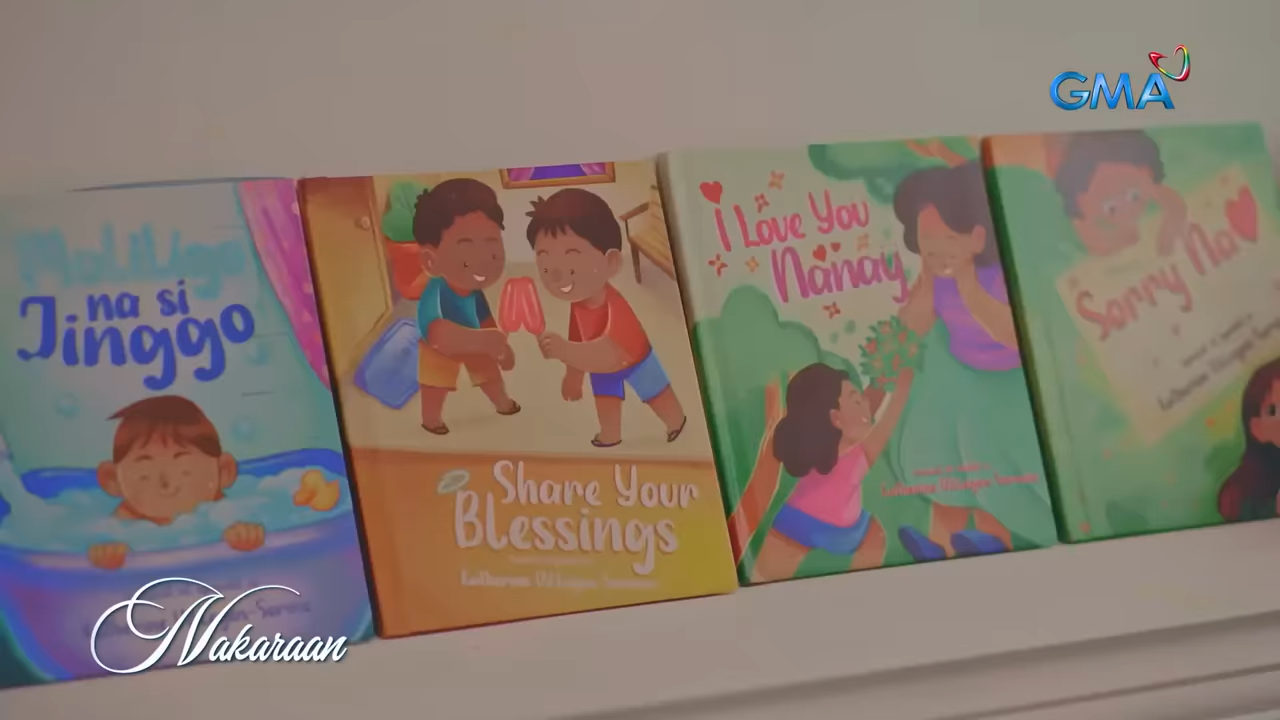 GMA
Maliligo
na si
Jinggo
Share Your
Blessings
I Love You
Nanay
Sorry Na
Nakaraan